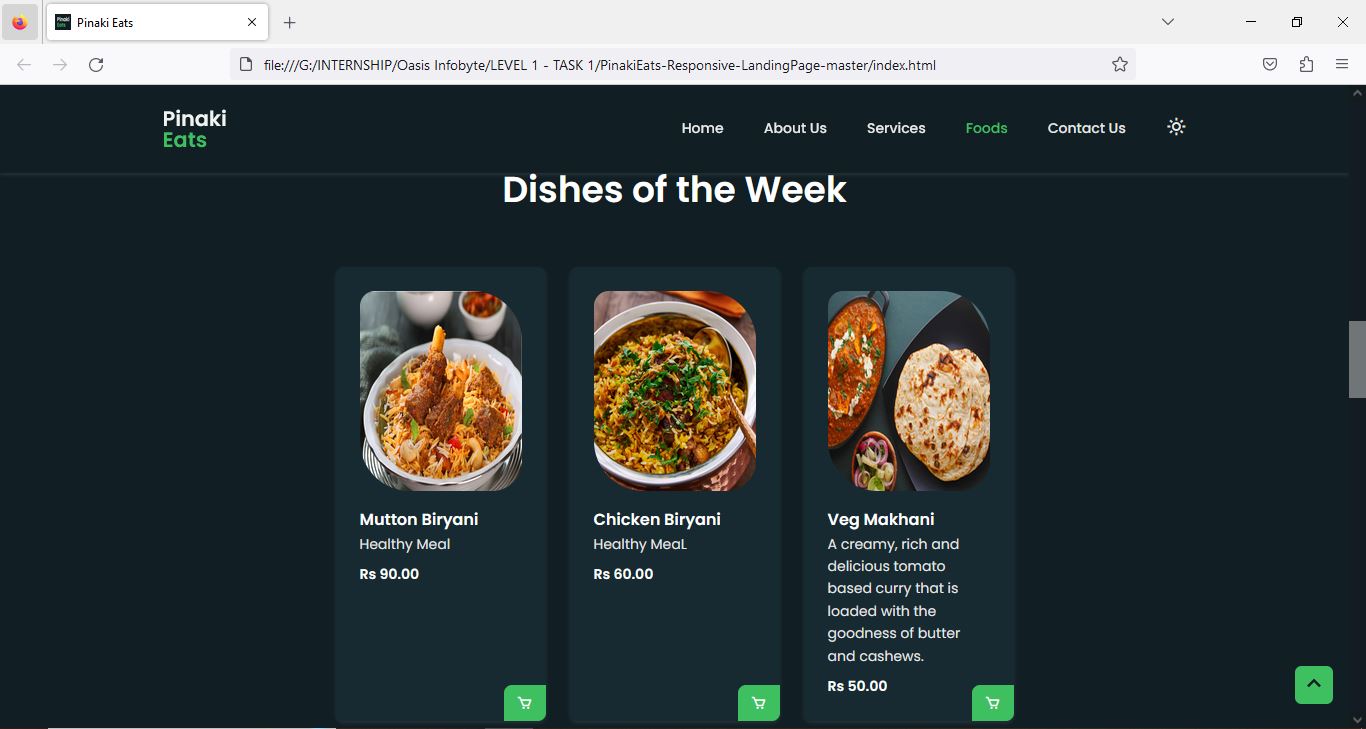 Pinaki Eats
file:///G:/INTERNSHIP/Oasis Infobyte/LEVEL 1 - TASK 1/PinakiEats-Responsive-LandingPage-master/index.html
Pinaki
Eats
Home About Us Services Foods Contact Us
Dishes of the Week
Mutton Biryani
Healthy Meal
Rs 90.00
Chicken Biryani
Healthy MeaL
Rs 60.00
Veg Makhani
A creamy, rich and
delicious tomato
based curry that is
loaded with the
goodness of butter
and cashews.
Rs 50.00